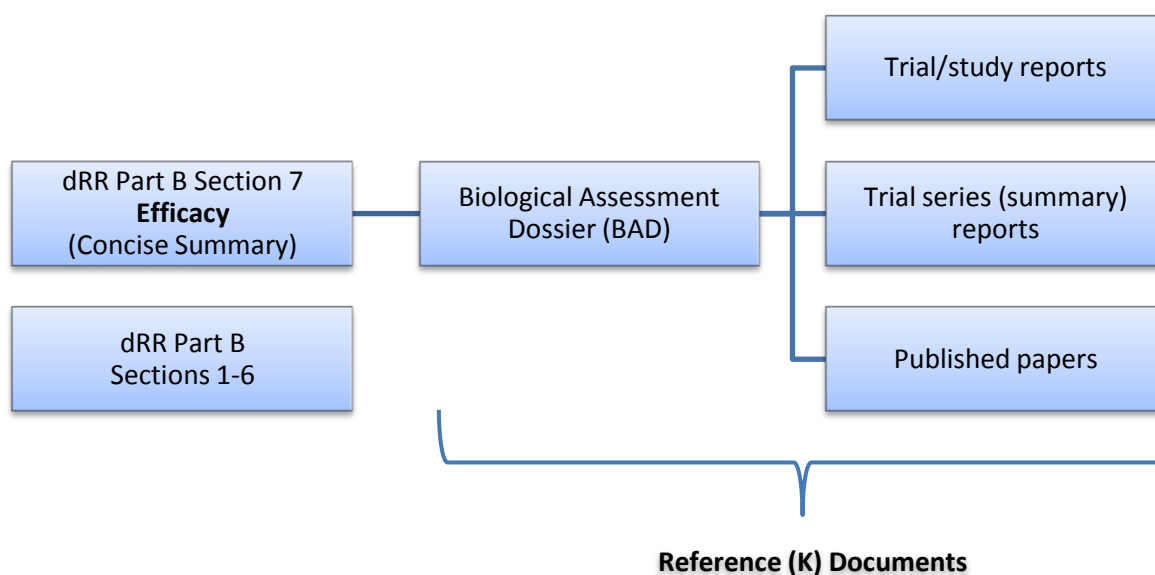 dRR Part B Section 7
Efficacy
(Concise Summary)
dRR Part B
Sections 1-6
Biological Assessment
Dossier (BAD)
Trial/study reports
Trial series (summary)
reports
Published papers
Reference (K) Documents